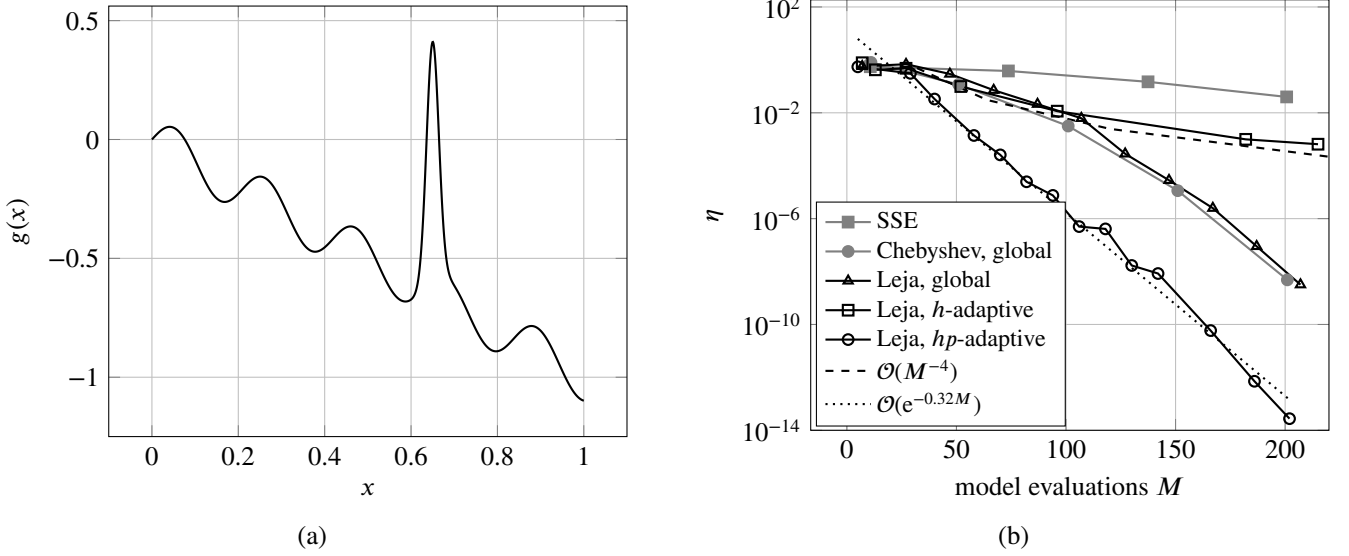 0.5
0
−0.5
−1
g(x)
0 0.2 0.4 0.6 0.8 1
x
(a)
10^2
10^−2
10^−6
10^−10
10^−14
η
SSE
Chebyshev, global
Leja, global
Leja, h-adaptive
Leja, hp-adaptive
O(M^−4)
O(e^−0.32M)
0 50 100 150 200
model evaluations M
(b)